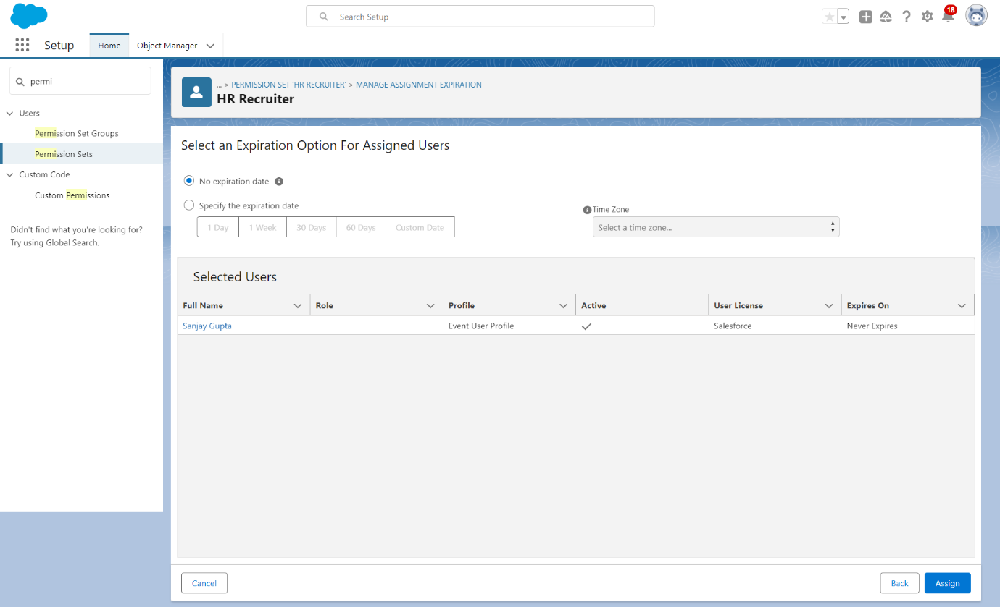 Search Setup
18
Setup
Home
Object Manager
permi
Users
Permission Set Groups
Permission Sets
Custom Code
Custom Permissions
Didn't find what you're looking for?
Try using Global Search.
... > PERMISSION SET 'HR RECRUITER' > MANAGE ASSIGNMENT EXPIRATION
HR Recruiter
Select an Expiration Option For Assigned Users
No expiration date
Specify the expiration date
1 Day 1 Week 30 Days 60 Days Custom Date
Time Zone
Select a time zone...
Selected Users
Full Name Role Profile Active User License Expires On
Sanjay Gupta Event User Profile Salesforce Never Expires
Cancel Back Assign